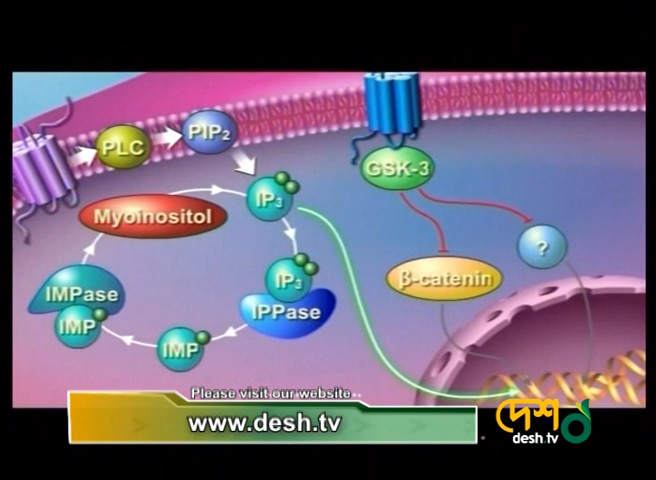 PLC
PIP2
GSK-3
IP3
Myoinositol
?
IP3
β-catenin
IMPase
IPPase
IMP
IMP
Please visit our website..
www.desh.tv
দেশ
desh tv